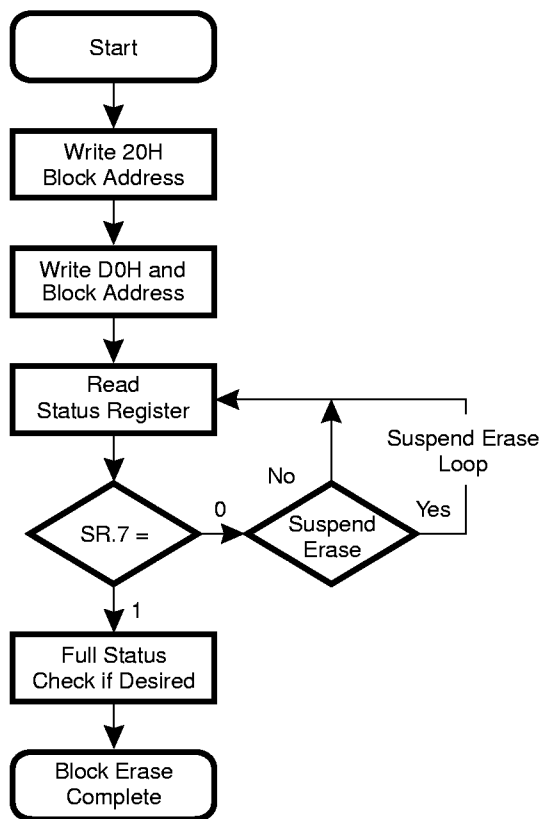 Start
Write 20H
Block Address
Write D0H and
Block Address
Read
Status Register
Suspend Erase
Loop
No
Yes
0
SR.7 =
Suspend
Erase
1
Full Status
Check if Desired
Block Erase
Complete